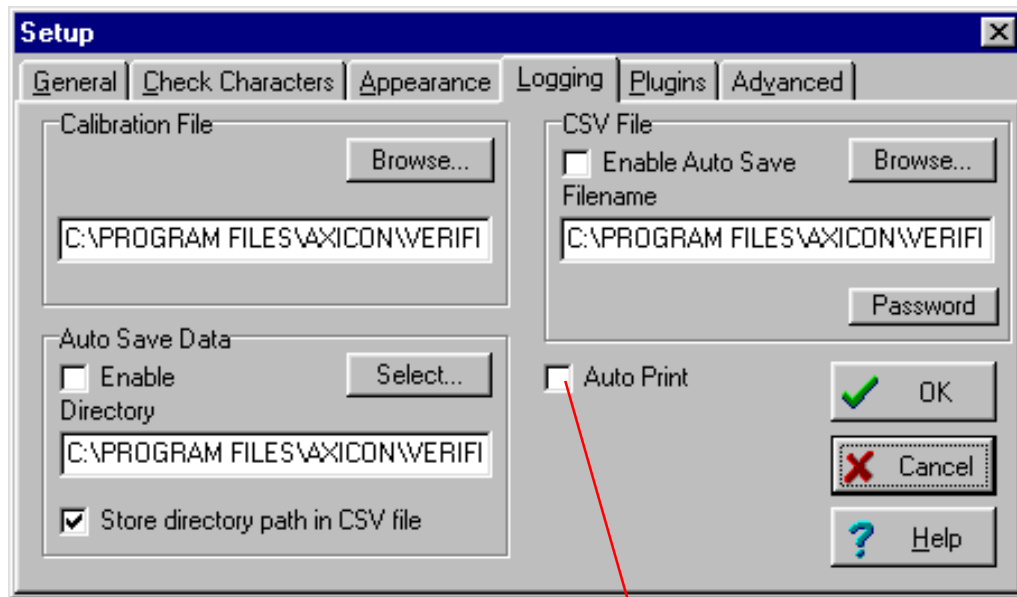 Setup
General Check Characters Appearance Logging Plugins Advanced
Calibration File
Browse...
C:\PROGRAM FILES\AXICON\VERIFI
Auto Save Data
Enable
Select...
Directory
C:\PROGRAM FILES\AXICON\VERIFI
Store directory path in CSV file
CSV File
Enable Auto Save
Browse...
Filename
C:\PROGRAM FILES\AXICON\VERIFI
Password
Auto Print
OK
Cancel
Help